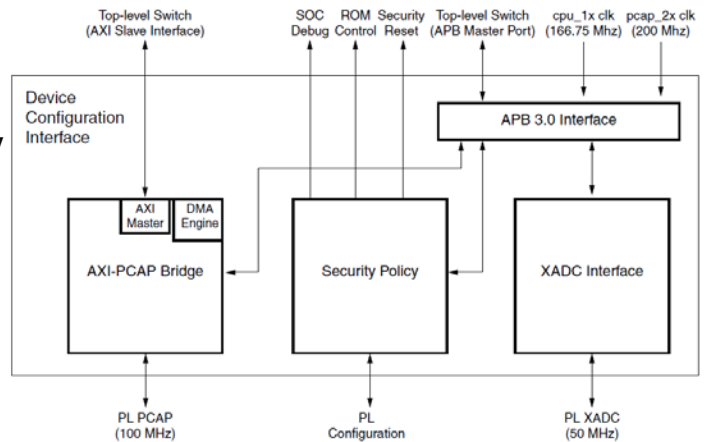 Top-level Switch
(AXI Slave Interface)
SOC
Debug
ROM
Control
Security
Reset
Top-level Switch
(APB Master Port)
cpu_1x clk
(166.75 Mhz)
pcap_2x clk
(200 Mhz)
Device
Configuration
Interface
APB 3.0 Interface
AXI
Master
DMA
Engine
AXI-PCAP Bridge
Security Policy
XADC Interface
PL PCAP
(100 MHz)
PL
Configuration
PL XADC
(50 MHz)